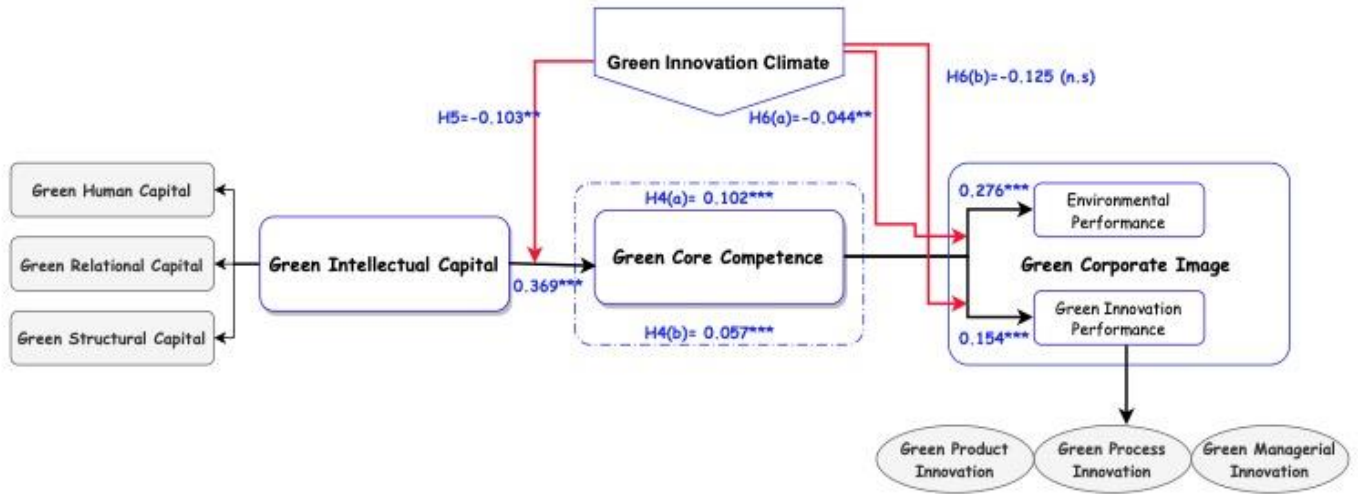 Green Innovation Climate
H6(b)=-0.125 (n.s)
H5=-0.103**
H6(a)=-0.044**
Green Human Capital
Green Relational Capital
Green Structural Capital
Green Intellectual Capital
0.369***
H4(a)= 0.102***
Green Core Competence
H4(b)= 0.057***
0.276***
Environmental
Performance
Green Corporate Image
Green Innovation
Performance
0.154***
Green Product
Innovation
Green Process
Innovation
Green Managerial
Innovation